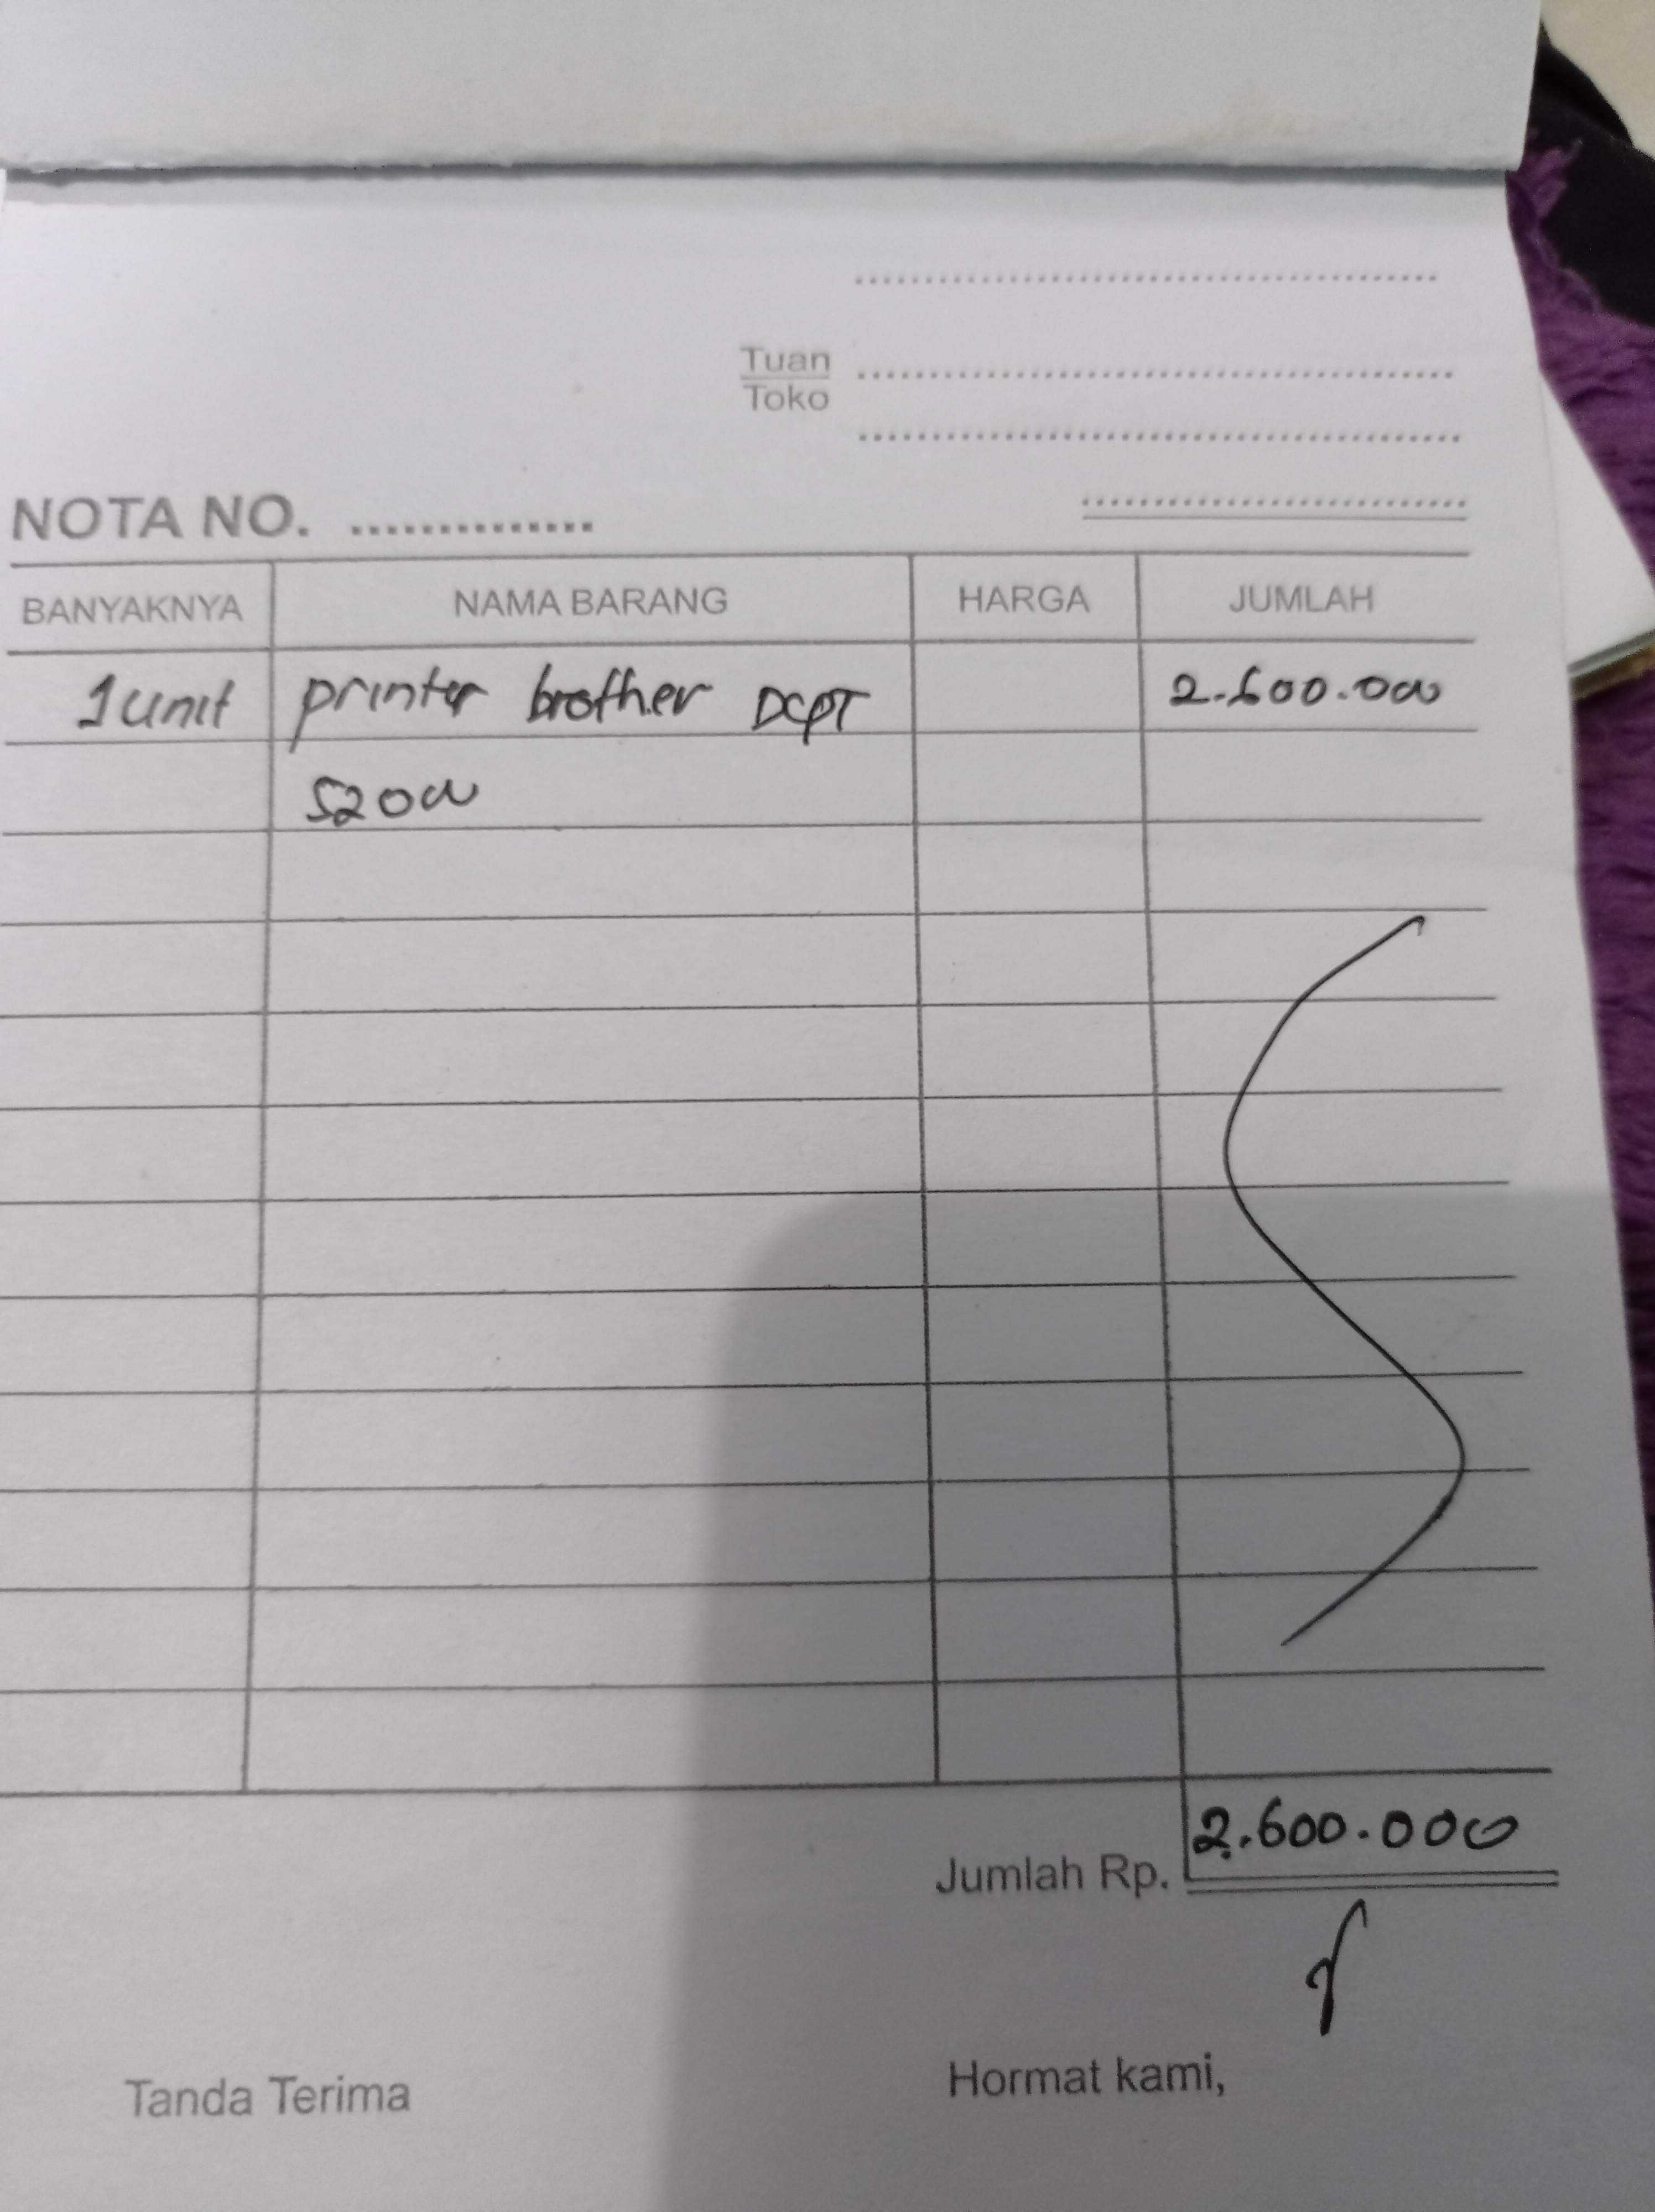 Tuan
Toko
NOTA NO.
BANYAKNYA NAMA BARANG HARGA JUMLAH
1 unit printer brother DCPT 2.600.000
520W
Jumlah Rp. 2.600.000
Tanda Terima Hormat kami,